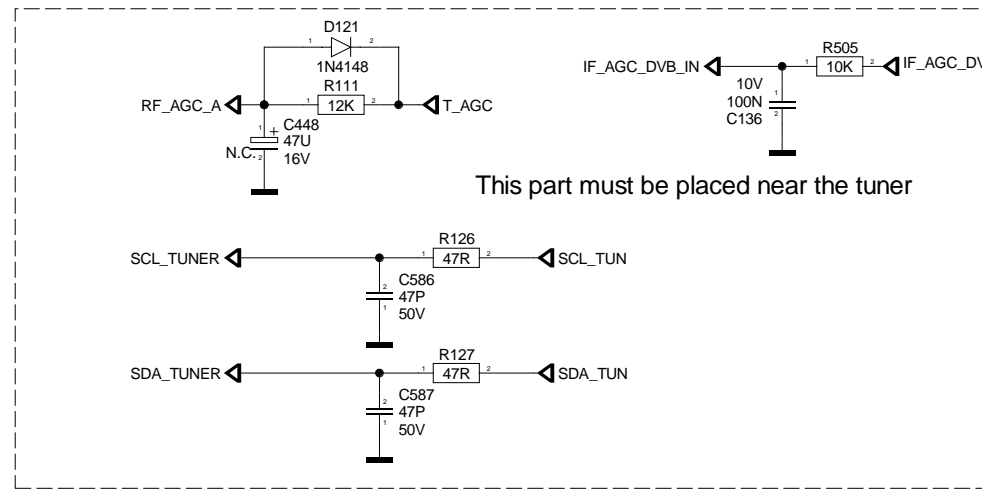 D121
1 2
1N4148
R111
RF_AGC_A 1 12K 2 T_AGC
1 + C448
47U
N.C. 2 16V
R505
IF_AGC_DVB_IN 1 10K 2 IF_AGC_DV
10V
100N 1
C136 2
This part must be placed near the tuner
R126
SCL_TUNER 1 47R 2 SCL_TUN
C586
2 47P
1 50V
R127
SDA_TUNER 1 47R 2 SDA_TUN
C587
2 47P
1 50V